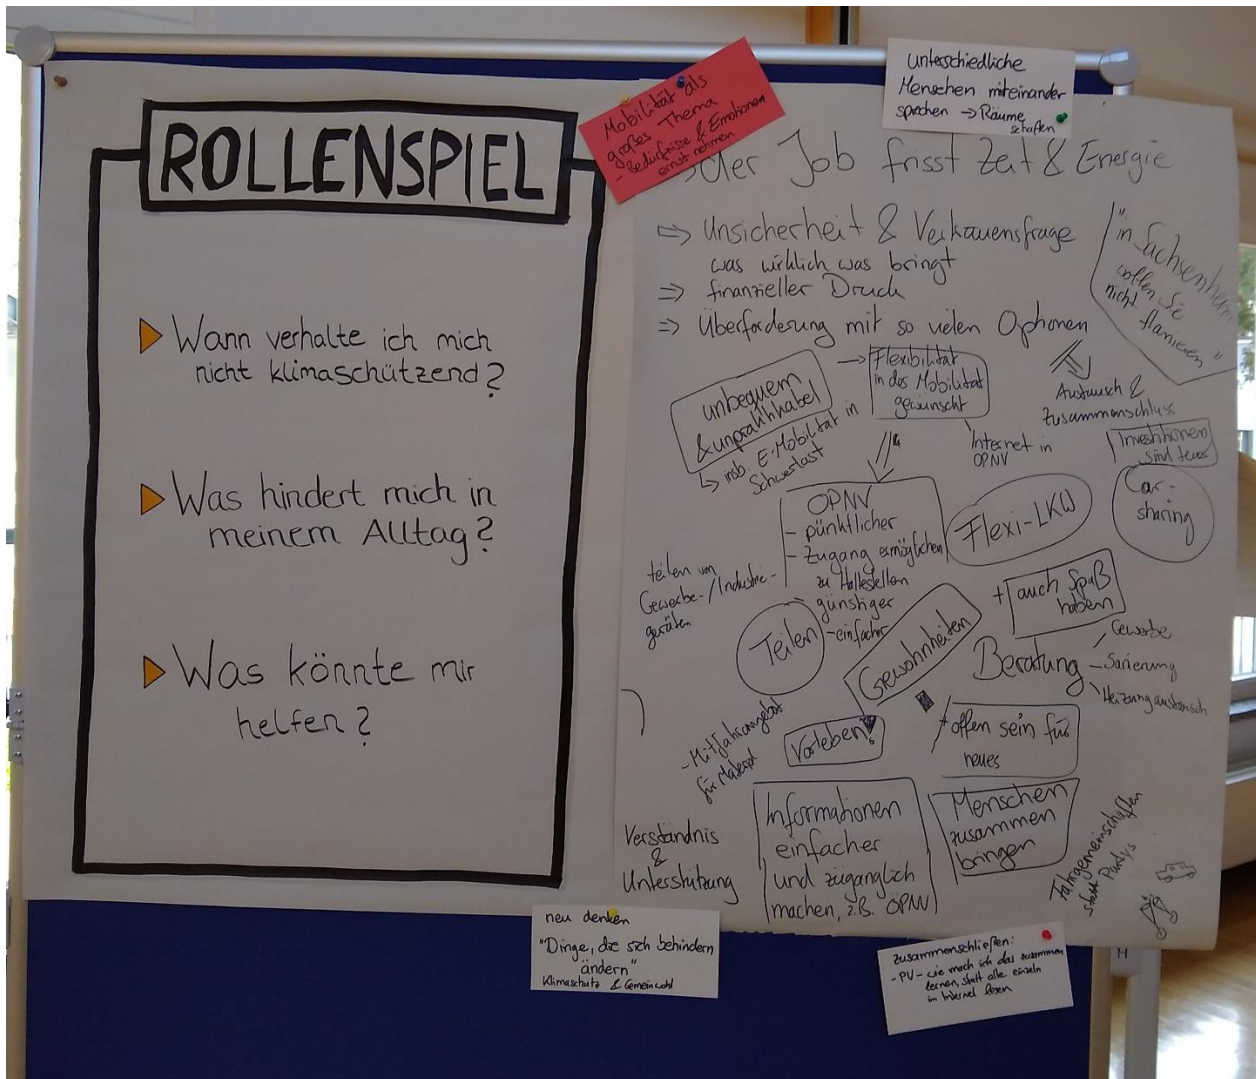 ROLLENSPIEL
Wann verhalte ich mich
nicht klimaschützend?
Was hindert mich in
meinem Alltag?
Was könnte mir
helfen?
Mobilität als
großes Thema
- Bedürfnisse & Emotionen
ernst nehmen
unterschiedliche
Menschen miteinander
sprechen → Räume
schaffen
der Job frisst Zeit & Energie
⇒ Unsicherheit & Vertrauensfrage
was wirklich was bringt
⇒ finanzieller Druck
⇒ Überforderung mit so vielen Optionen
"in Sachsenheim
wollen Sie
nicht flanieren"
Austausch &
Zusammenschluss
unbequem
& unpraktikabel
↳ insb. E-Mobilität in
Schwerlast
→ Flexibilität
in der Mobilität
gewünscht
Internet in
ÖPNV
Investitionen
sind teuer
Car-
sharing
ÖPNV
- pünktlicher
- Zugang ermöglichen
zu Haltestellen
- günstiger
- einfacher
Flexi-LKW
teilen von
Gewerbe-/Industrie-
geräten
Teilen
Gewohnheiten
+ auch Spaß
haben
Beratung
Gewerbe
- Sanierung
Heizungsaustausch
- Mitfahrangebot
für Material
Vorleben!
+ offen sein für
neues
Verständnis
&
Unterstützung
Informationen
einfacher
und zugänglich
machen, z.B. ÖPNV
Menschen
zusammen
bringen
Fahrgemeinschaften
statt
neu denken
"Dinge, die sich behindern
ändern"
Klimaschutz & Gemeinwohl
zusammenschließen:
- PV - wie mach ich das zusammen
lernen, statt alle einzeln
im Internet lesen